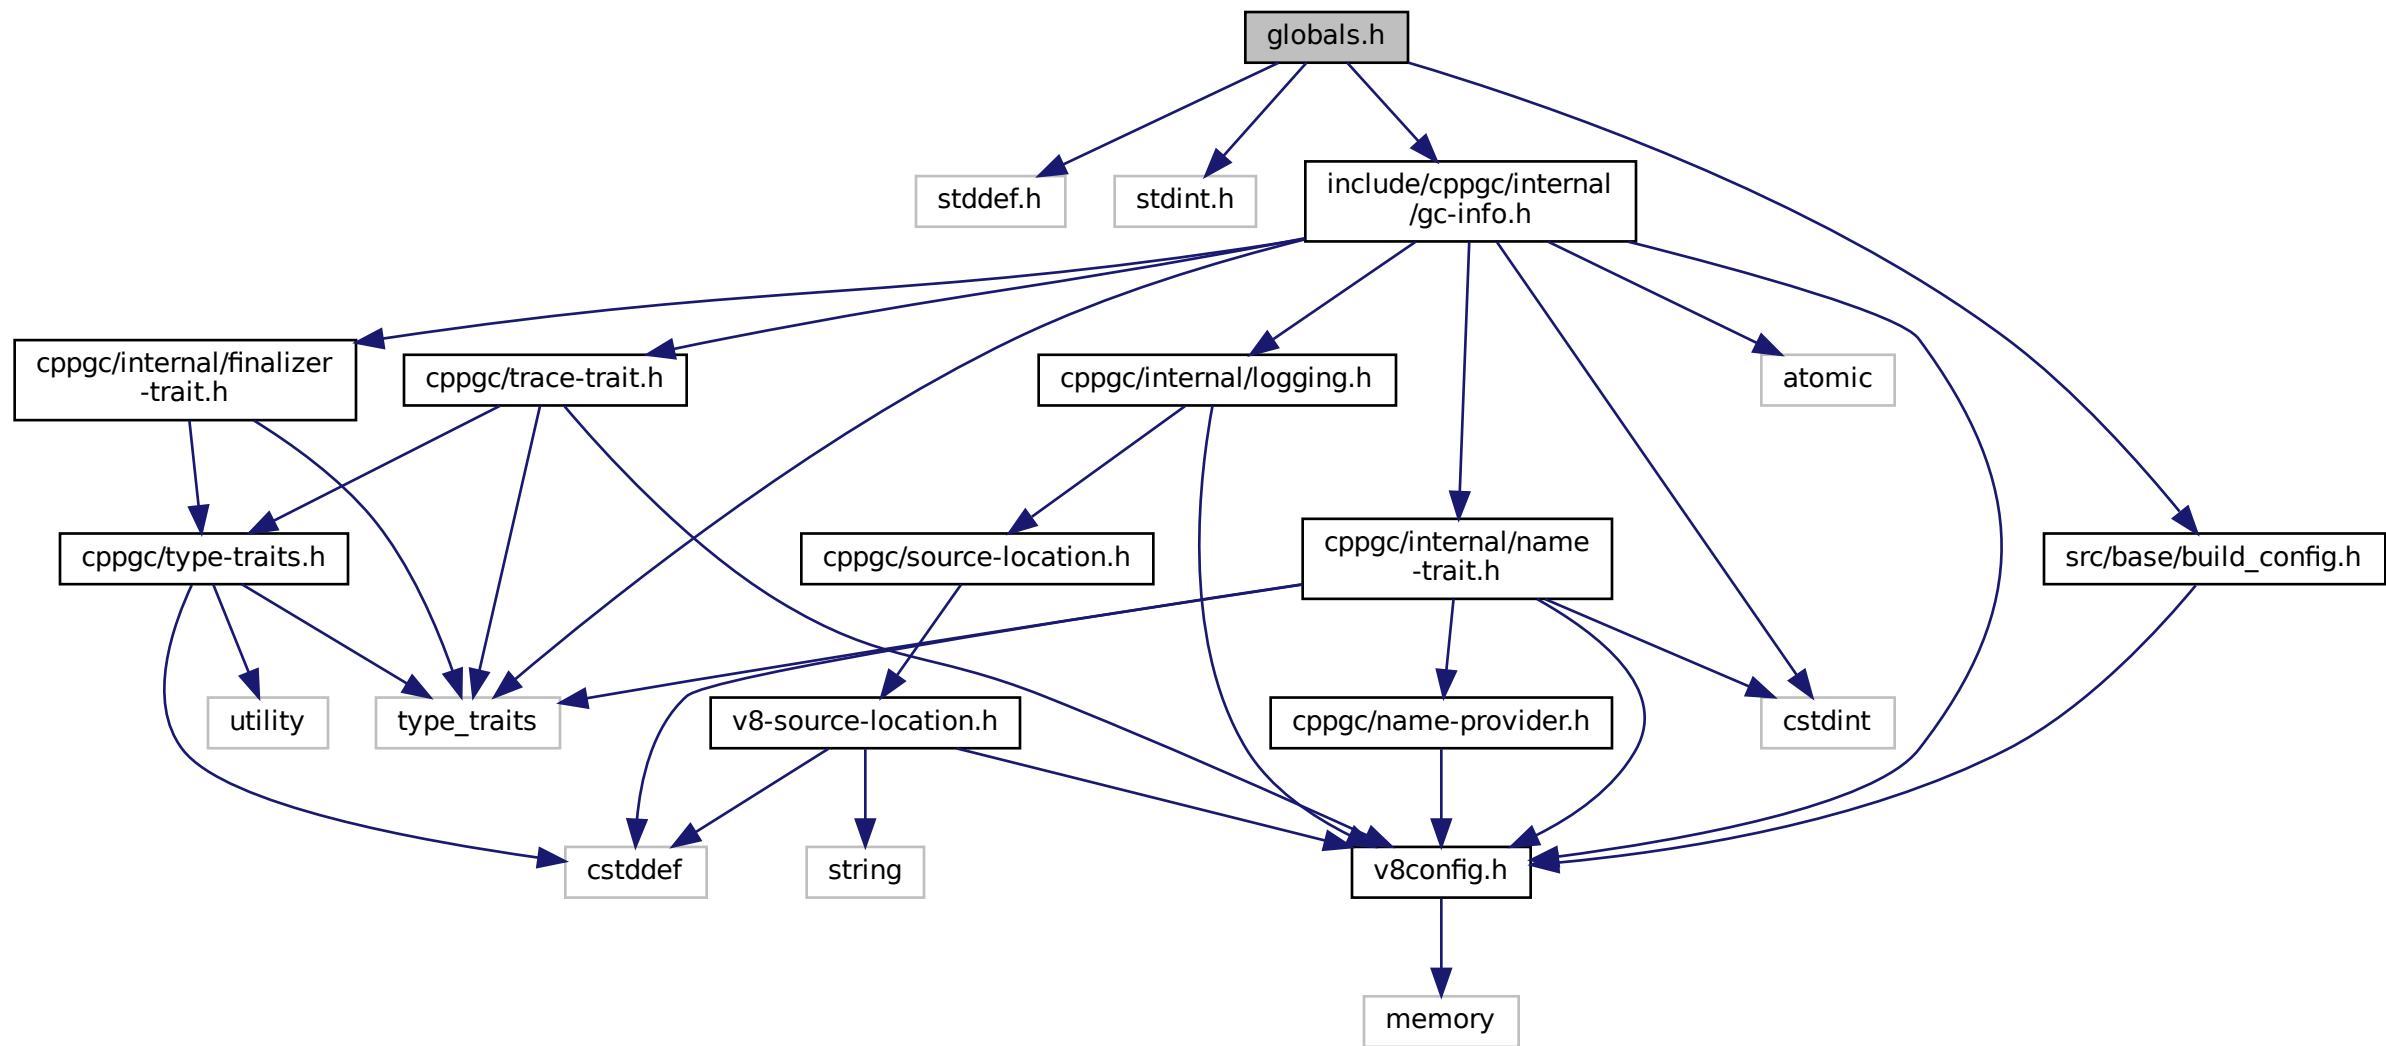 globals.h
stddef.h
stdint.h
include/cppgc/internal
/gc-info.h
cppgc/internal/finalizer
-trait.h
cppgc/trace-trait.h
cppgc/internal/logging.h
atomic
cppgc/type-traits.h
cppgc/source-location.h
cppgc/internal/name
-trait.h
src/base/build_config.h
utility
type_traits
v8-source-location.h
cppgc/name-provider.h
cstdint
cstddef
string
v8config.h
memory